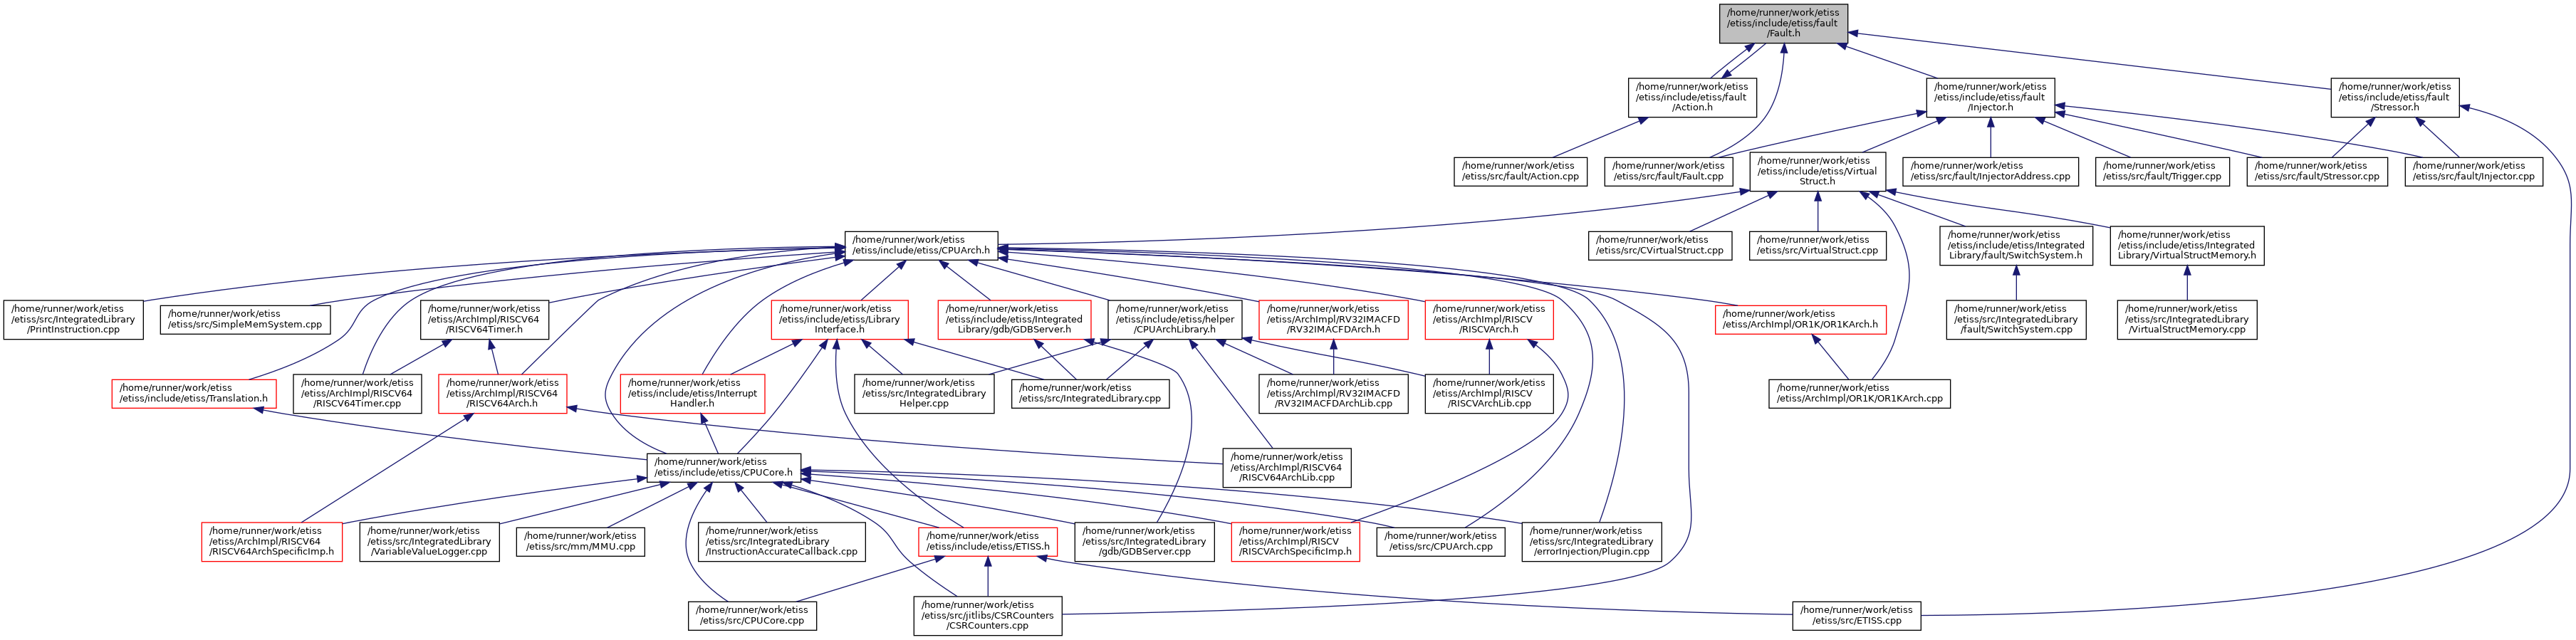 /home/runner/work/etiss
/etiss/include/etiss/fault
/Fault.h
/home/runner/work/etiss
/etiss/include/etiss/fault
/Action.h
/home/runner/work/etiss
/etiss/include/etiss/fault
/Injector.h
/home/runner/work/etiss
/etiss/include/etiss/fault
/Stressor.h
/home/runner/work/etiss
/etiss/src/fault/Action.cpp
/home/runner/work/etiss
/etiss/src/fault/Fault.cpp
/home/runner/work/etiss
/etiss/include/etiss/Virtual
Struct.h
/home/runner/work/etiss
/etiss/src/fault/InjectorAddress.cpp
/home/runner/work/etiss
/etiss/src/fault/Trigger.cpp
/home/runner/work/etiss
/etiss/src/fault/Stressor.cpp
/home/runner/work/etiss
/etiss/src/fault/Injector.cpp
/home/runner/work/etiss
/etiss/include/etiss/CPUArch.h
/home/runner/work/etiss
/etiss/src/CVirtualStruct.cpp
/home/runner/work/etiss
/etiss/src/VirtualStruct.cpp
/home/runner/work/etiss
/etiss/include/etiss/Integrated
Library/fault/SwitchSystem.h
/home/runner/work/etiss
/etiss/include/etiss/Integrated
Library/VirtualStructMemory.h
/home/runner/work/etiss
/etiss/src/IntegratedLibrary
/PrintInstruction.cpp
/home/runner/work/etiss
/etiss/src/SimpleMemSystem.cpp
/home/runner/work/etiss
/etiss/ArchImpl/RISCV64
/RISCV64Timer.h
/home/runner/work/etiss
/etiss/include/etiss/Library
Interface.h
/home/runner/work/etiss
/etiss/include/etiss/Integrated
Library/gdb/GDBServer.h
/home/runner/work/etiss
/etiss/include/etiss/helper
/CPUArchLibrary.h
/home/runner/work/etiss
/etiss/ArchImpl/RV32IMACFD
/RV32IMACFDArch.h
/home/runner/work/etiss
/etiss/ArchImpl/RISCV
/RISCVArch.h
/home/runner/work/etiss
/etiss/ArchImpl/OR1K/OR1KArch.h
/home/runner/work/etiss
/etiss/src/IntegratedLibrary
/fault/SwitchSystem.cpp
/home/runner/work/etiss
/etiss/src/IntegratedLibrary
/VirtualStructMemory.cpp
/home/runner/work/etiss
/etiss/include/etiss/Translation.h
/home/runner/work/etiss
/etiss/ArchImpl/RISCV64
/RISCV64Timer.cpp
/home/runner/work/etiss
/etiss/ArchImpl/RISCV64
/RISCV64Arch.h
/home/runner/work/etiss
/etiss/include/etiss/Interrupt
Handler.h
/home/runner/work/etiss
/etiss/src/IntegratedLibrary
Helper.cpp
/home/runner/work/etiss
/etiss/src/IntegratedLibrary.cpp
/home/runner/work/etiss
/etiss/ArchImpl/RV32IMACFD
/RV32IMACFDArchLib.cpp
/home/runner/work/etiss
/etiss/ArchImpl/RISCV
/RISCVArchLib.cpp
/home/runner/work/etiss
/etiss/ArchImpl/OR1K/OR1KArch.cpp
/home/runner/work/etiss
/etiss/include/etiss/CPUCore.h
/home/runner/work/etiss
/etiss/ArchImpl/RISCV64
/RISCV64ArchLib.cpp
/home/runner/work/etiss
/etiss/ArchImpl/RISCV64
/RISCV64ArchSpecificImp.h
/home/runner/work/etiss
/etiss/src/IntegratedLibrary
/VariableValueLogger.cpp
/home/runner/work/etiss
/etiss/src/mm/MMU.cpp
/home/runner/work/etiss
/etiss/src/IntegratedLibrary
/InstructionAccurateCallback.cpp
/home/runner/work/etiss
/etiss/include/etiss/ETISS.h
/home/runner/work/etiss
/etiss/src/IntegratedLibrary
/gdb/GDBServer.cpp
/home/runner/work/etiss
/etiss/ArchImpl/RISCV
/RISCVArchSpecificImp.h
/home/runner/work/etiss
/etiss/src/CPUArch.cpp
/home/runner/work/etiss
/etiss/src/IntegratedLibrary
/errorInjection/Plugin.cpp
/home/runner/work/etiss
/etiss/src/CPUCore.cpp
/home/runner/work/etiss
/etiss/src/jitlibs/CSRCounters
/CSRCounters.cpp
/home/runner/work/etiss
/etiss/src/ETISS.cpp